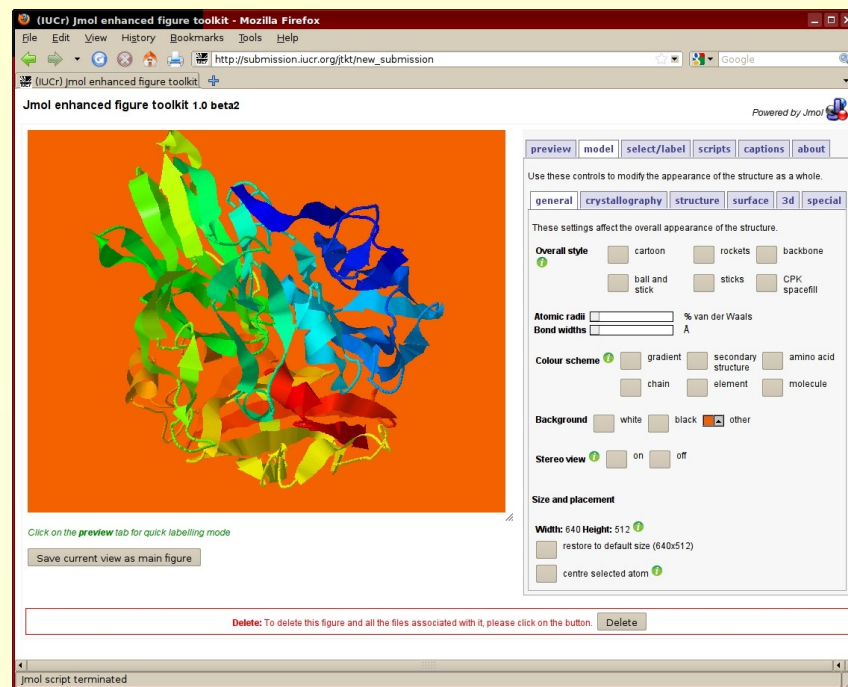 (IUCr) Jmol enhanced figure toolkit - Mozilla Firefox
File Edit View History Bookmarks Tools Help
http://submission.iucr.org/jtkt/new_submission
Google
(IUCr) Jmol enhanced figure toolkit
Jmol enhanced figure toolkit 1.0 beta2
Powered by Jmol
preview model select/label scripts captions about
Use these controls to modify the appearance of the structure as a whole.
general crystallography structure surface 3d special
These settings affect the overall appearance of the structure.
Overall style cartoon rockets backbone
ball and stick sticks CPK spacefill
Atomic radii % van der Waals
Bond widths Å
Colour scheme gradient secondary structure amino acid
chain element molecule
Background white black other
Stereo view on off
Size and placement
Width: 640 Height: 512
restore to default size (640x512)
centre selected atom
Click on the preview tab for quick labelling mode
Save current view as main figure
Delete: To delete this figure and all the files associated with it, please click on the button. Delete
Jmol script terminated